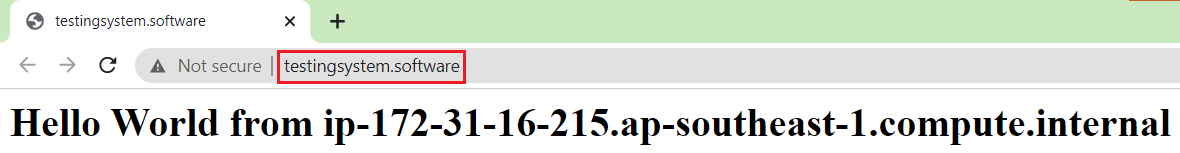 testingsystem.software
Not secure | testingsystem.software
Hello World from ip-172-31-16-215.ap-southeast-1.compute.internal